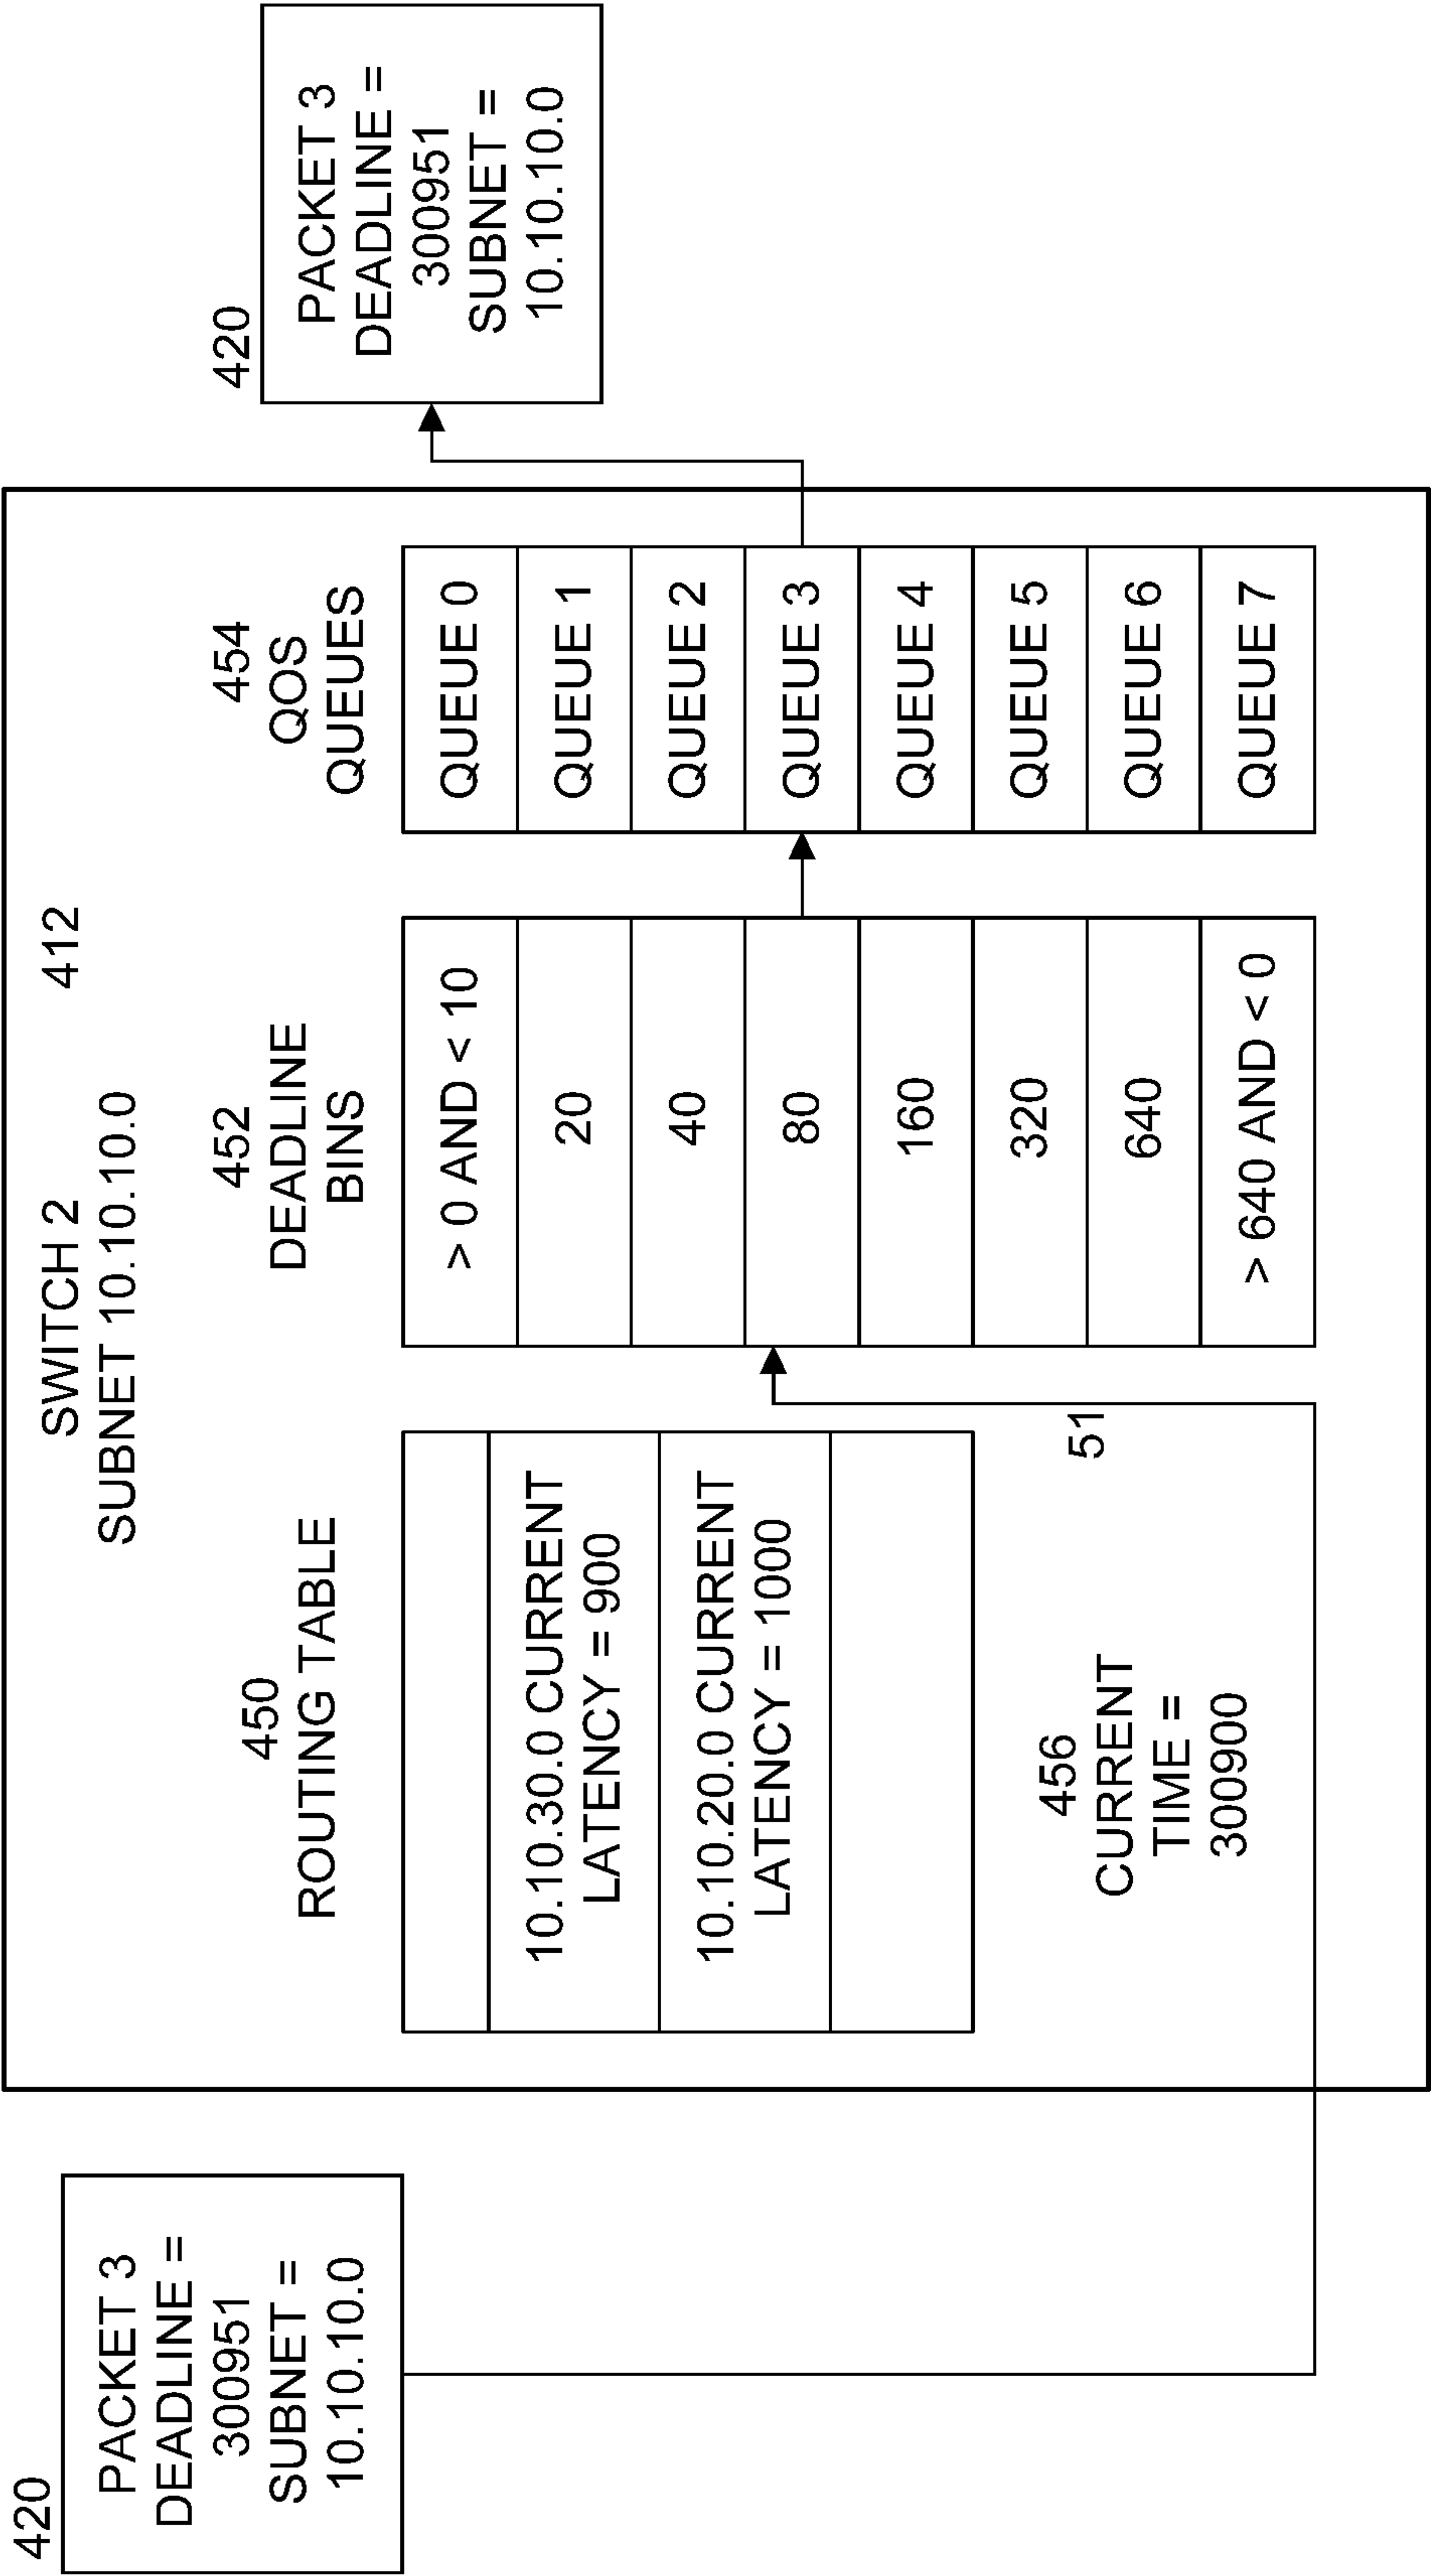 420
PACKET 3
DEADLINE =
300951
SUBNET =
10.10.10.0
SWITCH 2
412
SUBNET 10.10.10.0
450
ROUTING TABLE
10.10.30.0 CURRENT
LATENCY = 900
10.10.20.0 CURRENT
LATENCY = 1000
456
CURRENT
TIME =
300900
51
452
DEADLINE
BINS
> 0 AND < 10
20
40
80
160
320
640
> 640 AND < 0
454
QOS
QUEUES
QUEUE 0
QUEUE 1
QUEUE 2
QUEUE 3
QUEUE 4
QUEUE 5
QUEUE 6
QUEUE 7
420
PACKET 3
DEADLINE =
300951
SUBNET =
10.10.10.0